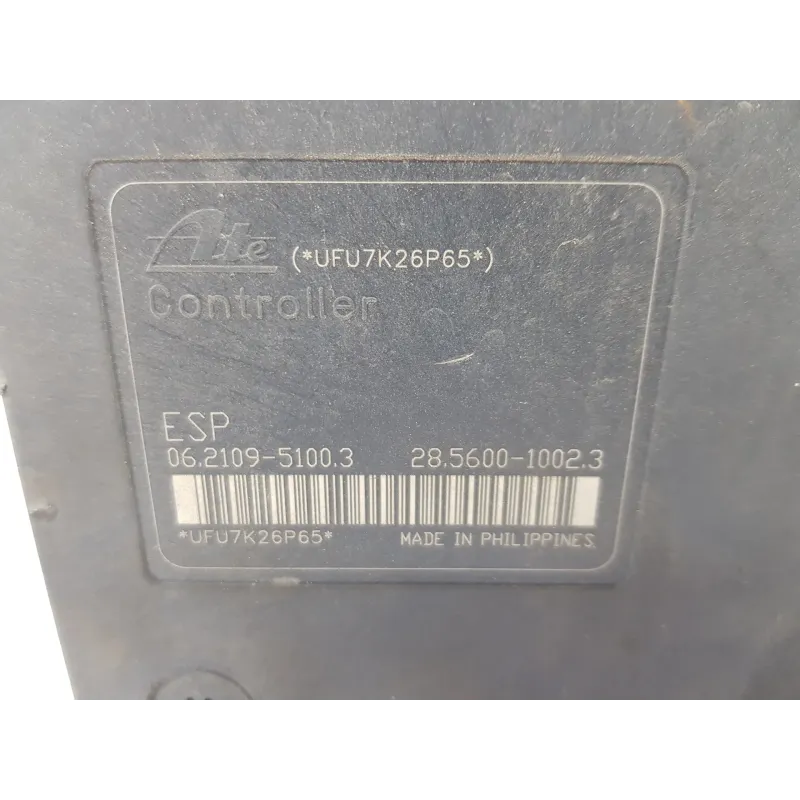 Ate (*UFU7K26P65*)
Controller
ESP
06.2109-5100.3 28.5600-1002.3
*UFU7K26P65* MADE IN PHILIPPINES